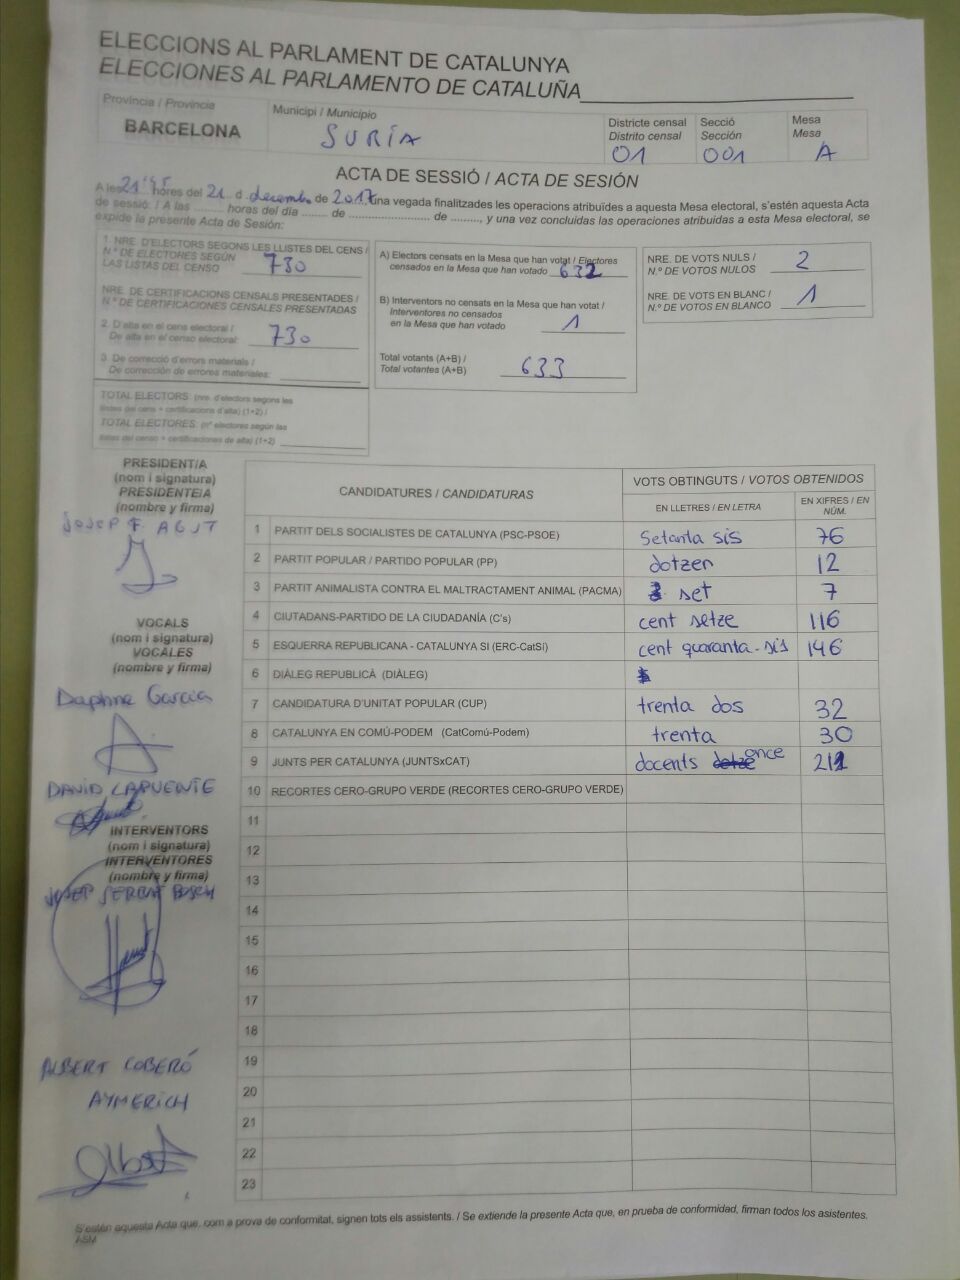 ELECCIONS AL PARLAMENT DE CATALUNYA
ELECCIONES AL PARLAMENTO DE CATALUÑA
Província / Provincia
BARCELONA
Municipi / Municipio
SURIA
Districte censal
Distrito censal
01
Secció
Sección
001
Mesa
Mesa
A
ACTA DE SESSIÓ / ACTA DE SESIÓN
A les 21'45 hores del 21 d desembre de 2017, una vegada finalitzades les operacions atribuïdes a aquesta Mesa electoral, s'estén aquesta Acta
de sessió: / A las ......... horas del día ........ de ......................... de ........., y una vez concluidas las operaciones atribuidas a esta Mesa electoral, se
expide la presente Acta de Sesión:
1. NRE. D'ELECTORS SEGONS LES LLISTES DEL CENS /
N.º DE ELECTORES SEGÚN
LAS LISTAS DEL CENSO 730
NRE. DE CERTIFICACIONS CENSALS PRESENTADES /
N.º DE CERTIFICACIONES CENSALES PRESENTADAS
2. D'alta en el cens electoral /
De alta en el censo electoral: 730
3. De correcció d'errors materials /
De corrección de errores materiales:
TOTAL ELECTORS: (nre. d'electors segons les
llistes del cens + certificacions d'alta) (1+2) /
TOTAL ELECTORES: (nº electores según las
listas del censo + certificaciones de alta) (1+2)
A) Electors censats en la Mesa que han votat / Electores
censados en la Mesa que han votado 632
B) Interventors no censats en la Mesa que han votat /
Interventores no censados
en la Mesa que han votado 1
Total votants (A+B) /
Total votantes (A+B) 633
NRE. DE VOTS NULS /
N.º DE VOTOS NULOS 2
NRE. DE VOTS EN BLANC /
N.º DE VOTOS EN BLANCO 1
PRESIDENT/A
(nom i signatura)
PRESIDENTE/A
(nombre y firma)
JOSEP F. AGUT
VOCALS
(nom i signatura)
VOCALES
(nombre y firma)
Daphne Garcia
DAVID LAPUENTE
INTERVENTORS
(nom i signatura)
INTERVENTORES
(nombre y firma)
JOSEP SERRAT BOSCH
ALBERT COBERÓ
AYMERICH
CANDIDATURES / CANDIDATURAS
VOTS OBTINGUTS / VOTOS OBTENIDOS
EN LLETRES / EN LETRA
EN XIFRES / EN
NÚM.
1 PARTIT DELS SOCIALISTES DE CATALUNYA (PSC-PSOE) Setanta sis 76
2 PARTIT POPULAR / PARTIDO POPULAR (PP) dotzen 12
3 PARTIT ANIMALISTA CONTRA EL MALTRACTAMENT ANIMAL (PACMA) set 7
4 CIUTADANS-PARTIDO DE LA CIUDADANÍA (C's) cent setze 116
5 ESQUERRA REPUBLICANA - CATALUNYA SI (ERC-CatSí) cent quaranta-sis 146
6 DIÀLEG REPUBLICÀ (DIÀLEG)
7 CANDIDATURA D'UNITAT POPULAR (CUP) trenta dos 32
8 CATALUNYA EN COMÚ-PODEM (CatComú-Podem) trenta 30
9 JUNTS PER CATALUNYA (JUNTSxCAT) docents dotze once 211
10 RECORTES CERO-GRUPO VERDE (RECORTES CERO-GRUPO VERDE)
11
12
13
14
15
16
17
18
19
20
21
22
23
S'estén aquesta Acta que, com a prova de conformitat, signen tots els assistents. / Se extiende la presente Acta que, en prueba de conformidad, firman todos los asistentes.